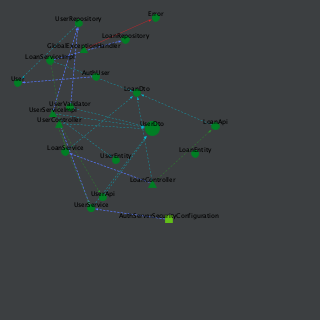 Error
UserRepository
LoanRepository
GlobalExceptionHandler
LoanServiceImpl
AuthUser
User
LoanDto
UserValidator
UserServiceImpl
UserController
UserDto
LoanApi
LoanService
LoanEntity
UserEntity
LoanController
UserApi
UserService
AuthServerSecurityConfiguration